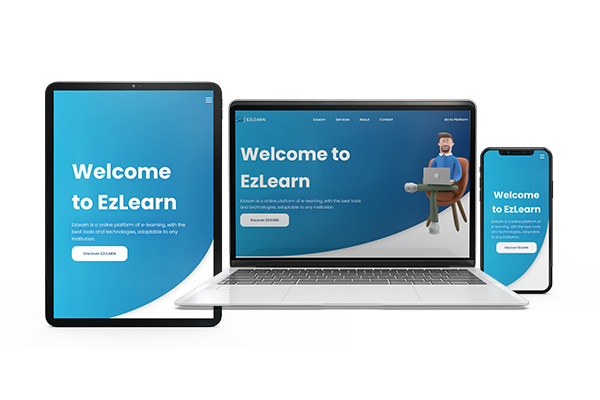 Welcome
to EzLearn
EzLearn is a online platform of e-learning, with the
best tools and technologies, adaptable to any
institution.
Discover EzLearn
EZLEARN
EzLearn
Services
About
Contact
Go to Platform
Welcome to
EzLearn
EzLearn is a online platform of e-learning, with the best tools
and technologies, adaptable to any institution.
Discover EzLearn
Welcome
to EzLearn
EzLearn is a online platform of
e-learning, with the best tools
and technologies, adaptable
to any institution.
Discover EzLearn